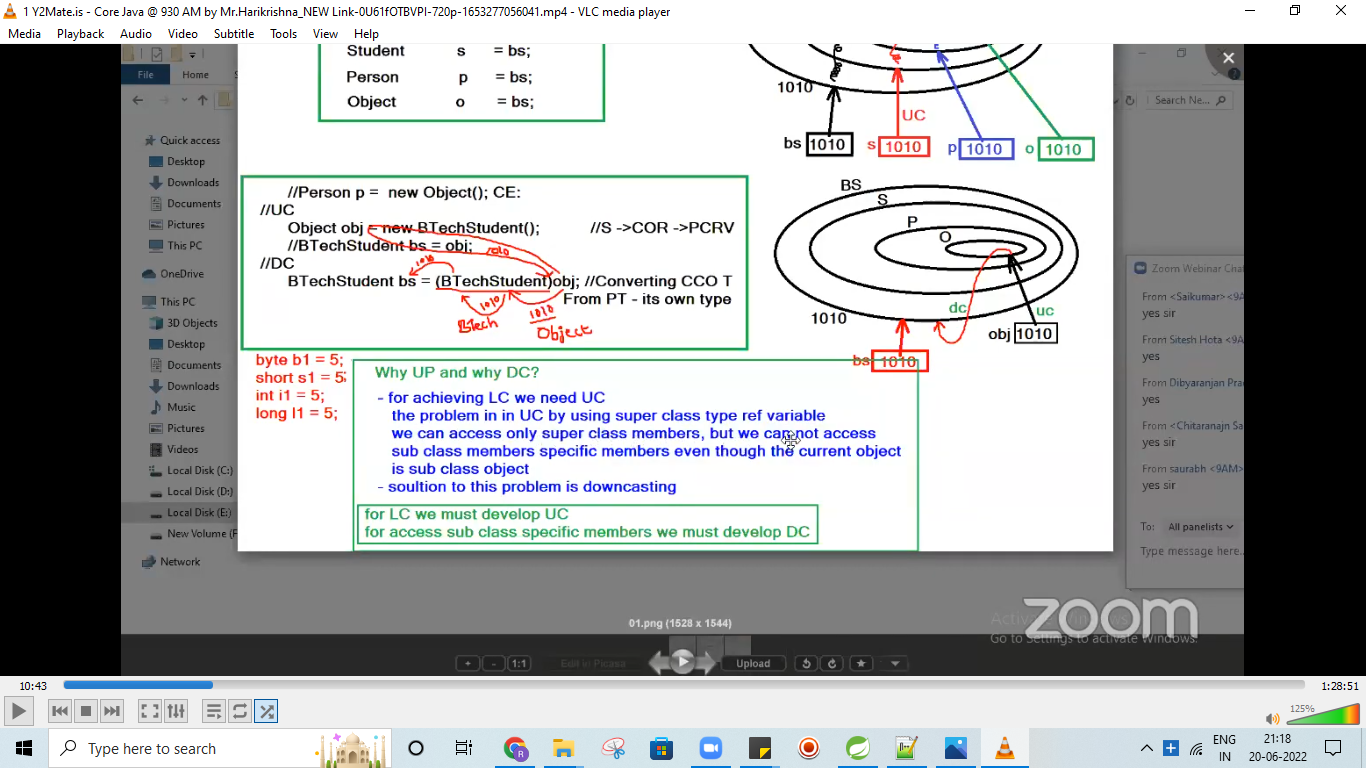 1 Y2Mate.is - Core Java @ 930 AM by Mr.Harikrishna_NEW Link-0U61fOTBVPI-720p-1653277056041.mp4 - VLC media player
Media Playback Audio Video Subtitle Tools View Help
File Home
Student s = bs;
Person p = bs;
Object o = bs;
1010
UC
bs 1010 s 1010 p 1010 o 1010
Search Ne...
Quick access
Desktop
Downloads
Documents
Pictures
This PC
OneDrive
This PC
3D Objects
Desktop
Documents
Downloads
Music
Pictures
Videos
Local Disk (C:)
Local Disk (D:)
Local Disk (E:)
New Volume (F
Network
//Person p = new Object(); CE:
//UC
Object obj = new BTechStudent(); //S ->COR ->PCRV
//BTechStudent bs = obj;
//DC
BTechStudent bs = (BTechStudent)obj; //Converting CCO T
From PT - its own type
1010
1010
1010
1010
BTech
Object
BS
S
P
O
dc
uc
1010
obj 1010
bs 1010
byte b1 = 5;
short s1 = 5;
int i1 = 5;
long l1 = 5;
Why UP and why DC?
- for achieving LC we need UC
the problem in in UC by using super class type ref variable
we can access only super class members, but we can not access
sub class members specific members even though the current object
is sub class object
- soultion to this problem is downcasting
for LC we must develop UC
for access sub class specific members we must develop DC
Zoom Webinar Chat
From <Saikumar> <9A
yes sir
From Sitesh Hota <9A
yes
From Dibyaranjan Prad
yes
From <Chitaranajn Sa
yes sir
From saurabh <9AM>
yes sir
To: All panelists
Type message here...
zoom
Activate Windows
Go to Settings to activate Windows.
01.png (1528 x 1544)
+ - 1:1 Edit in Picasa Upload
10:43 1:28:51
125%
Type here to search
ENG
IN
21:18
20-06-2022